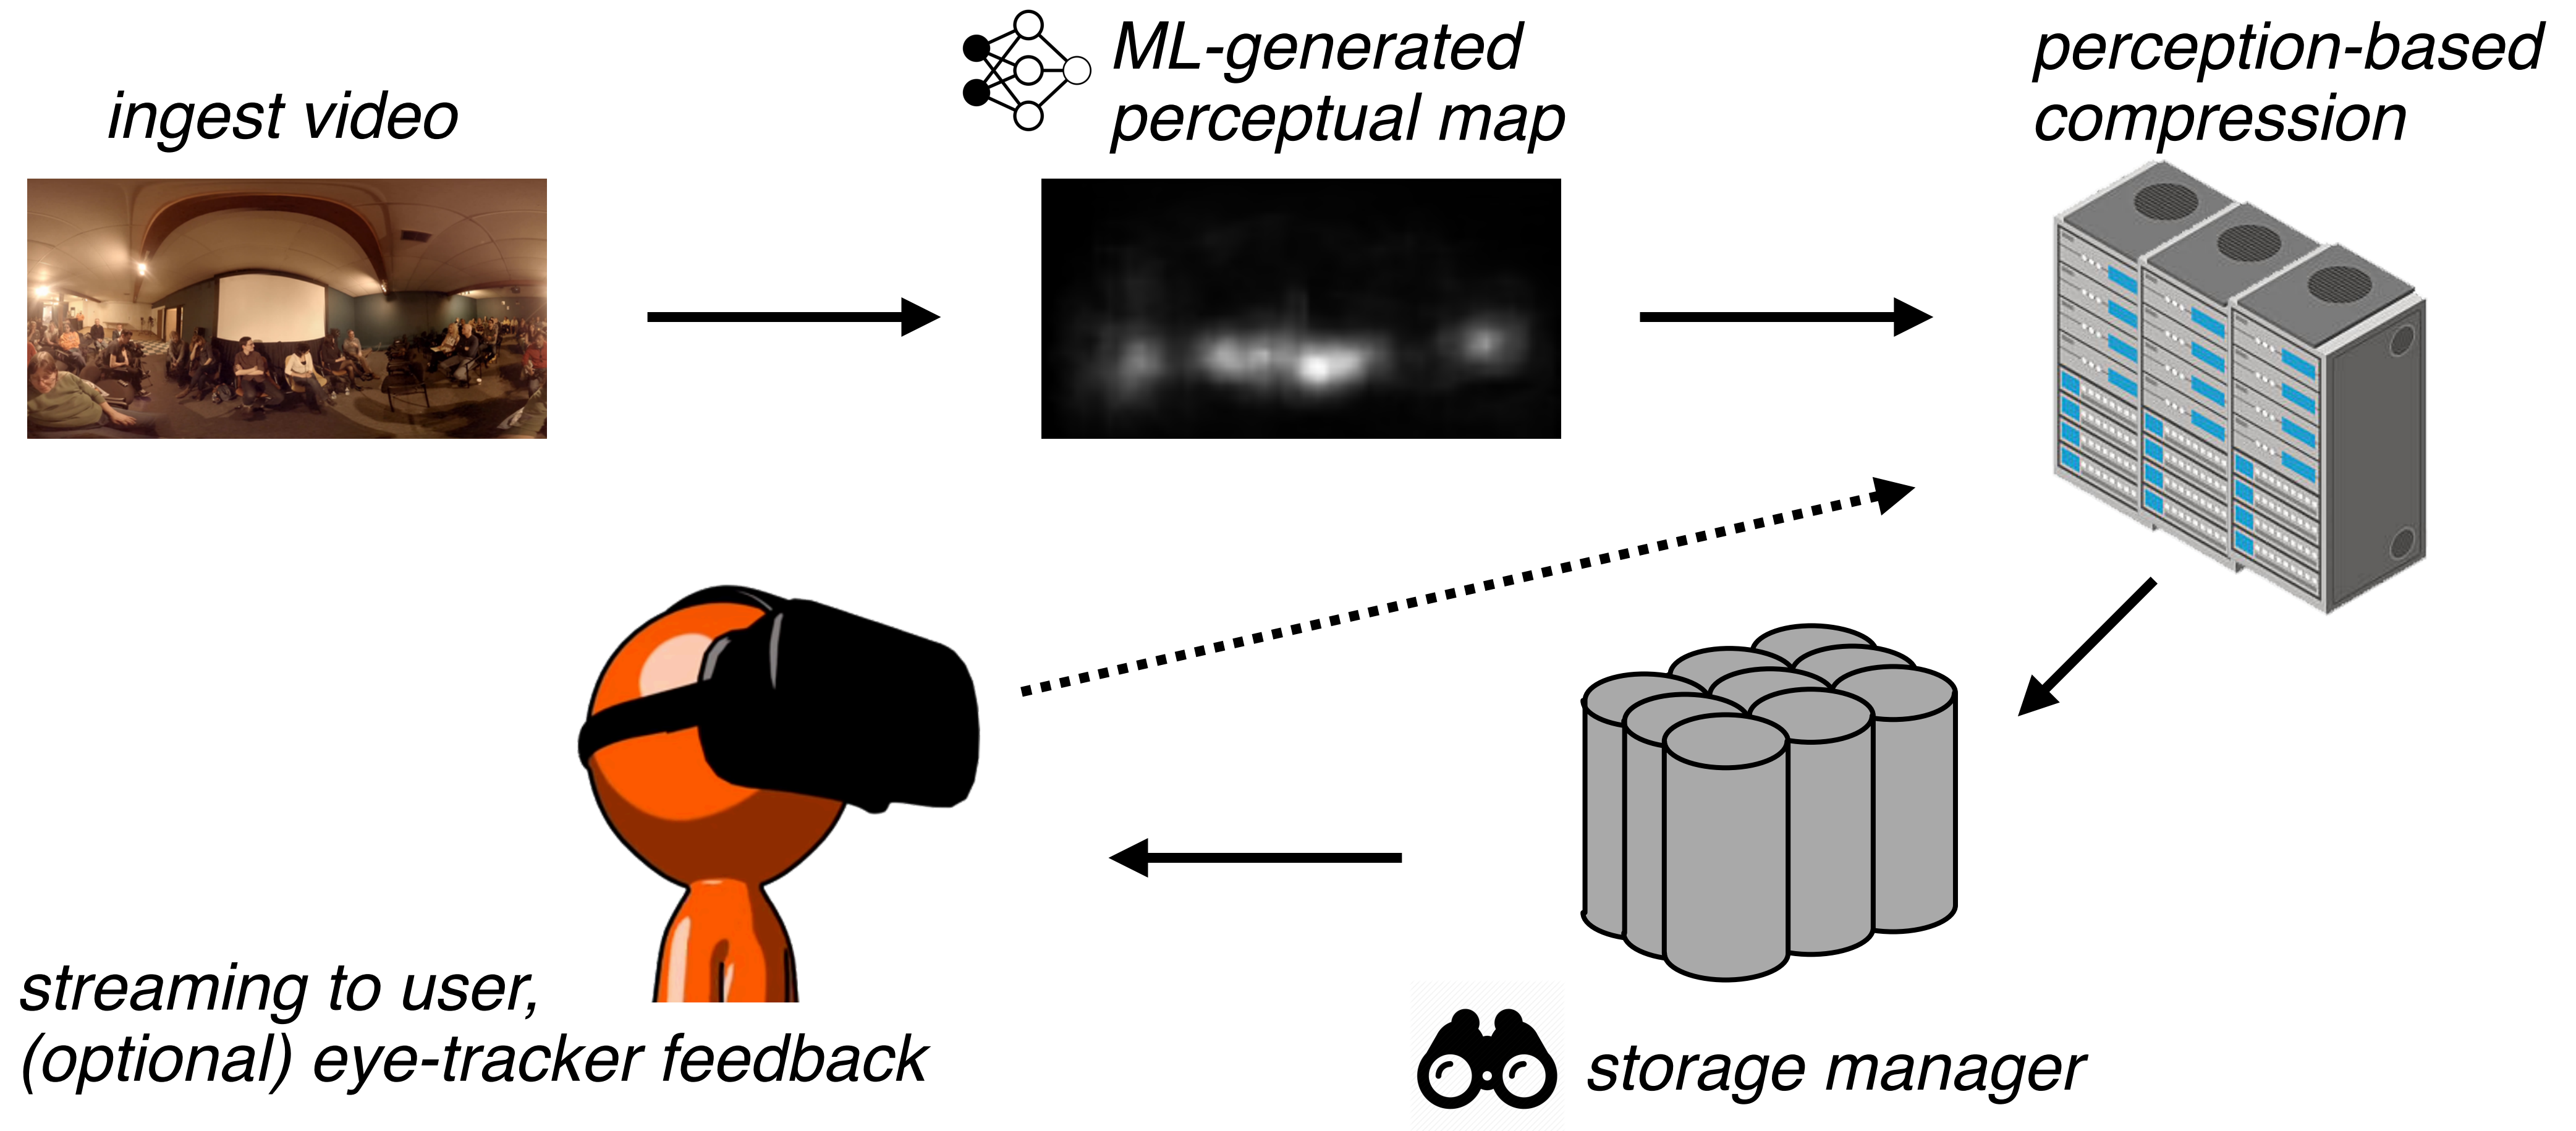 ingest video
ML-generated
perceptual map
perception-based
compression
streaming to user,
(optional) eye-tracker feedback
storage manager